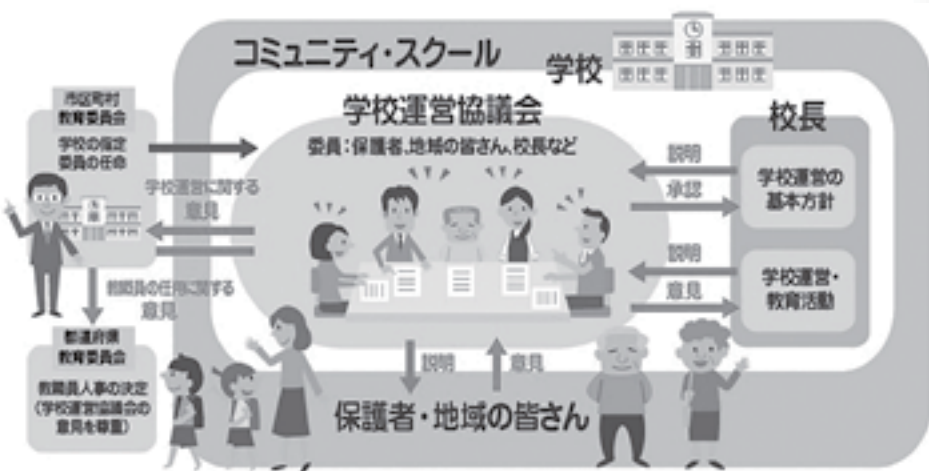 コミュニティ・スクール
学校
市区町村
教育委員会
学校の指定
委員の任命
学校運営協議会
委員:保護者、地域の皆さん、校長など
校長
説明
承認
学校運営の
基本方針
説明
意見
学校運営・
教育活動
学校運営に関する
意見
教職員の任用に関する
意見
都道府県
教育委員会
教職員人事の決定
(学校運営協議会の
意見を尊重)
説明
意見
保護者・地域の皆さん